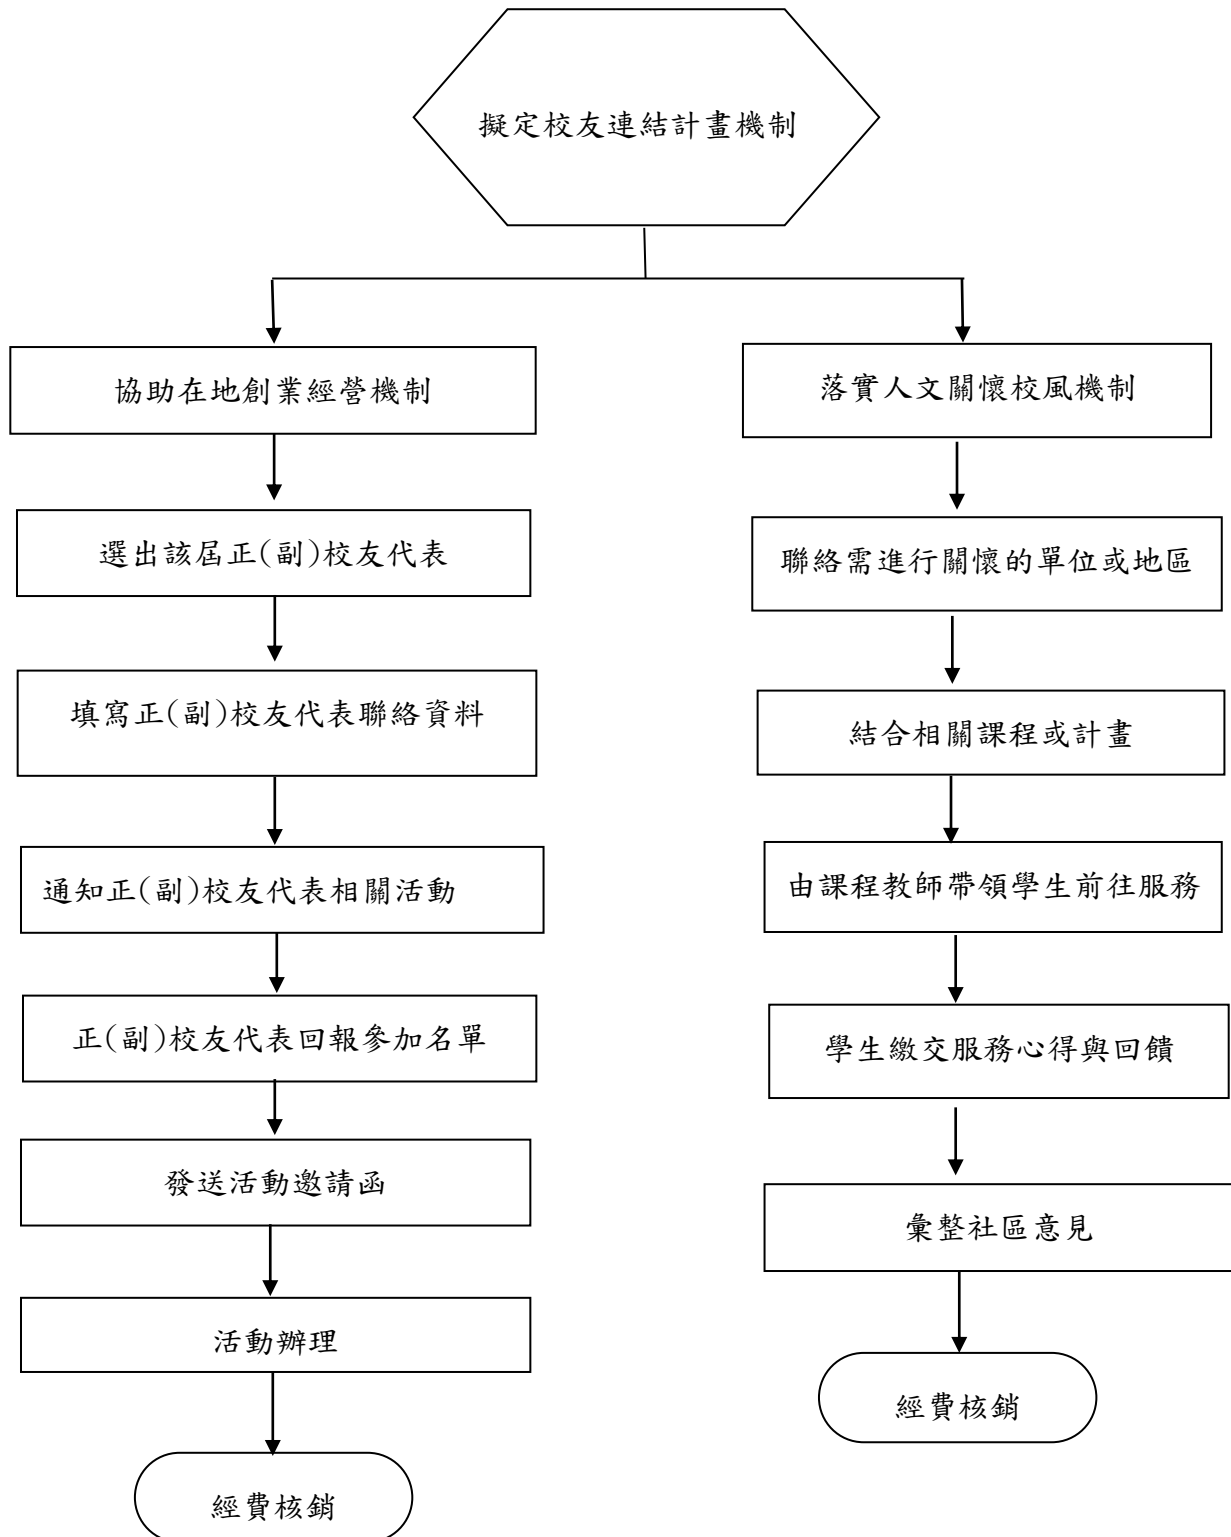 擬定校友連結計畫機制
協助在地創業經營機制
選出該屆正(副)校友代表
填寫正(副)校友代表聯絡資料
通知正(副)校友代表相關活動
正(副)校友代表回報參加名單
發送活動邀請函
活動辦理
經費核銷
落實人文關懷校風機制
聯絡需進行關懷的單位或地區
結合相關課程或計畫
由課程教師帶領學生前往服務
學生繳交服務心得與回饋
彙整社區意見
經費核銷